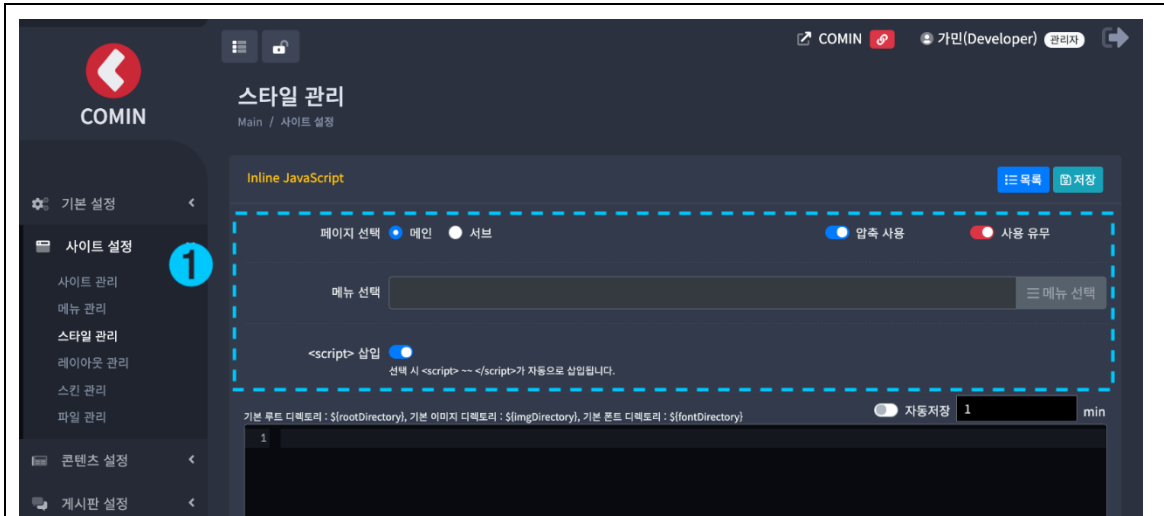 COMIN
가민(Developer) 관리자
COMIN
스타일 관리
Main / 사이트 설정
Inline JavaScript
목록 저장
기본 설정
사이트 설정
사이트 관리
메뉴 관리
스타일 관리
레이아웃 관리
스킨 관리
파일 관리
콘텐츠 설정
게시판 설정
1
페이지 선택 메인 서브 압축 사용 사용 유무
메뉴 선택 메뉴 선택
<script> 삽입
선택 시 <script> ~~ </script>가 자동으로 삽입됩니다.
기본 루트 디렉토리 : ${rootDirectory}, 기본 이미지 디렉토리 : ${imgDirectory}, 기본 폰트 디렉토리 : ${fontDirectory} 자동저장 1 min
1